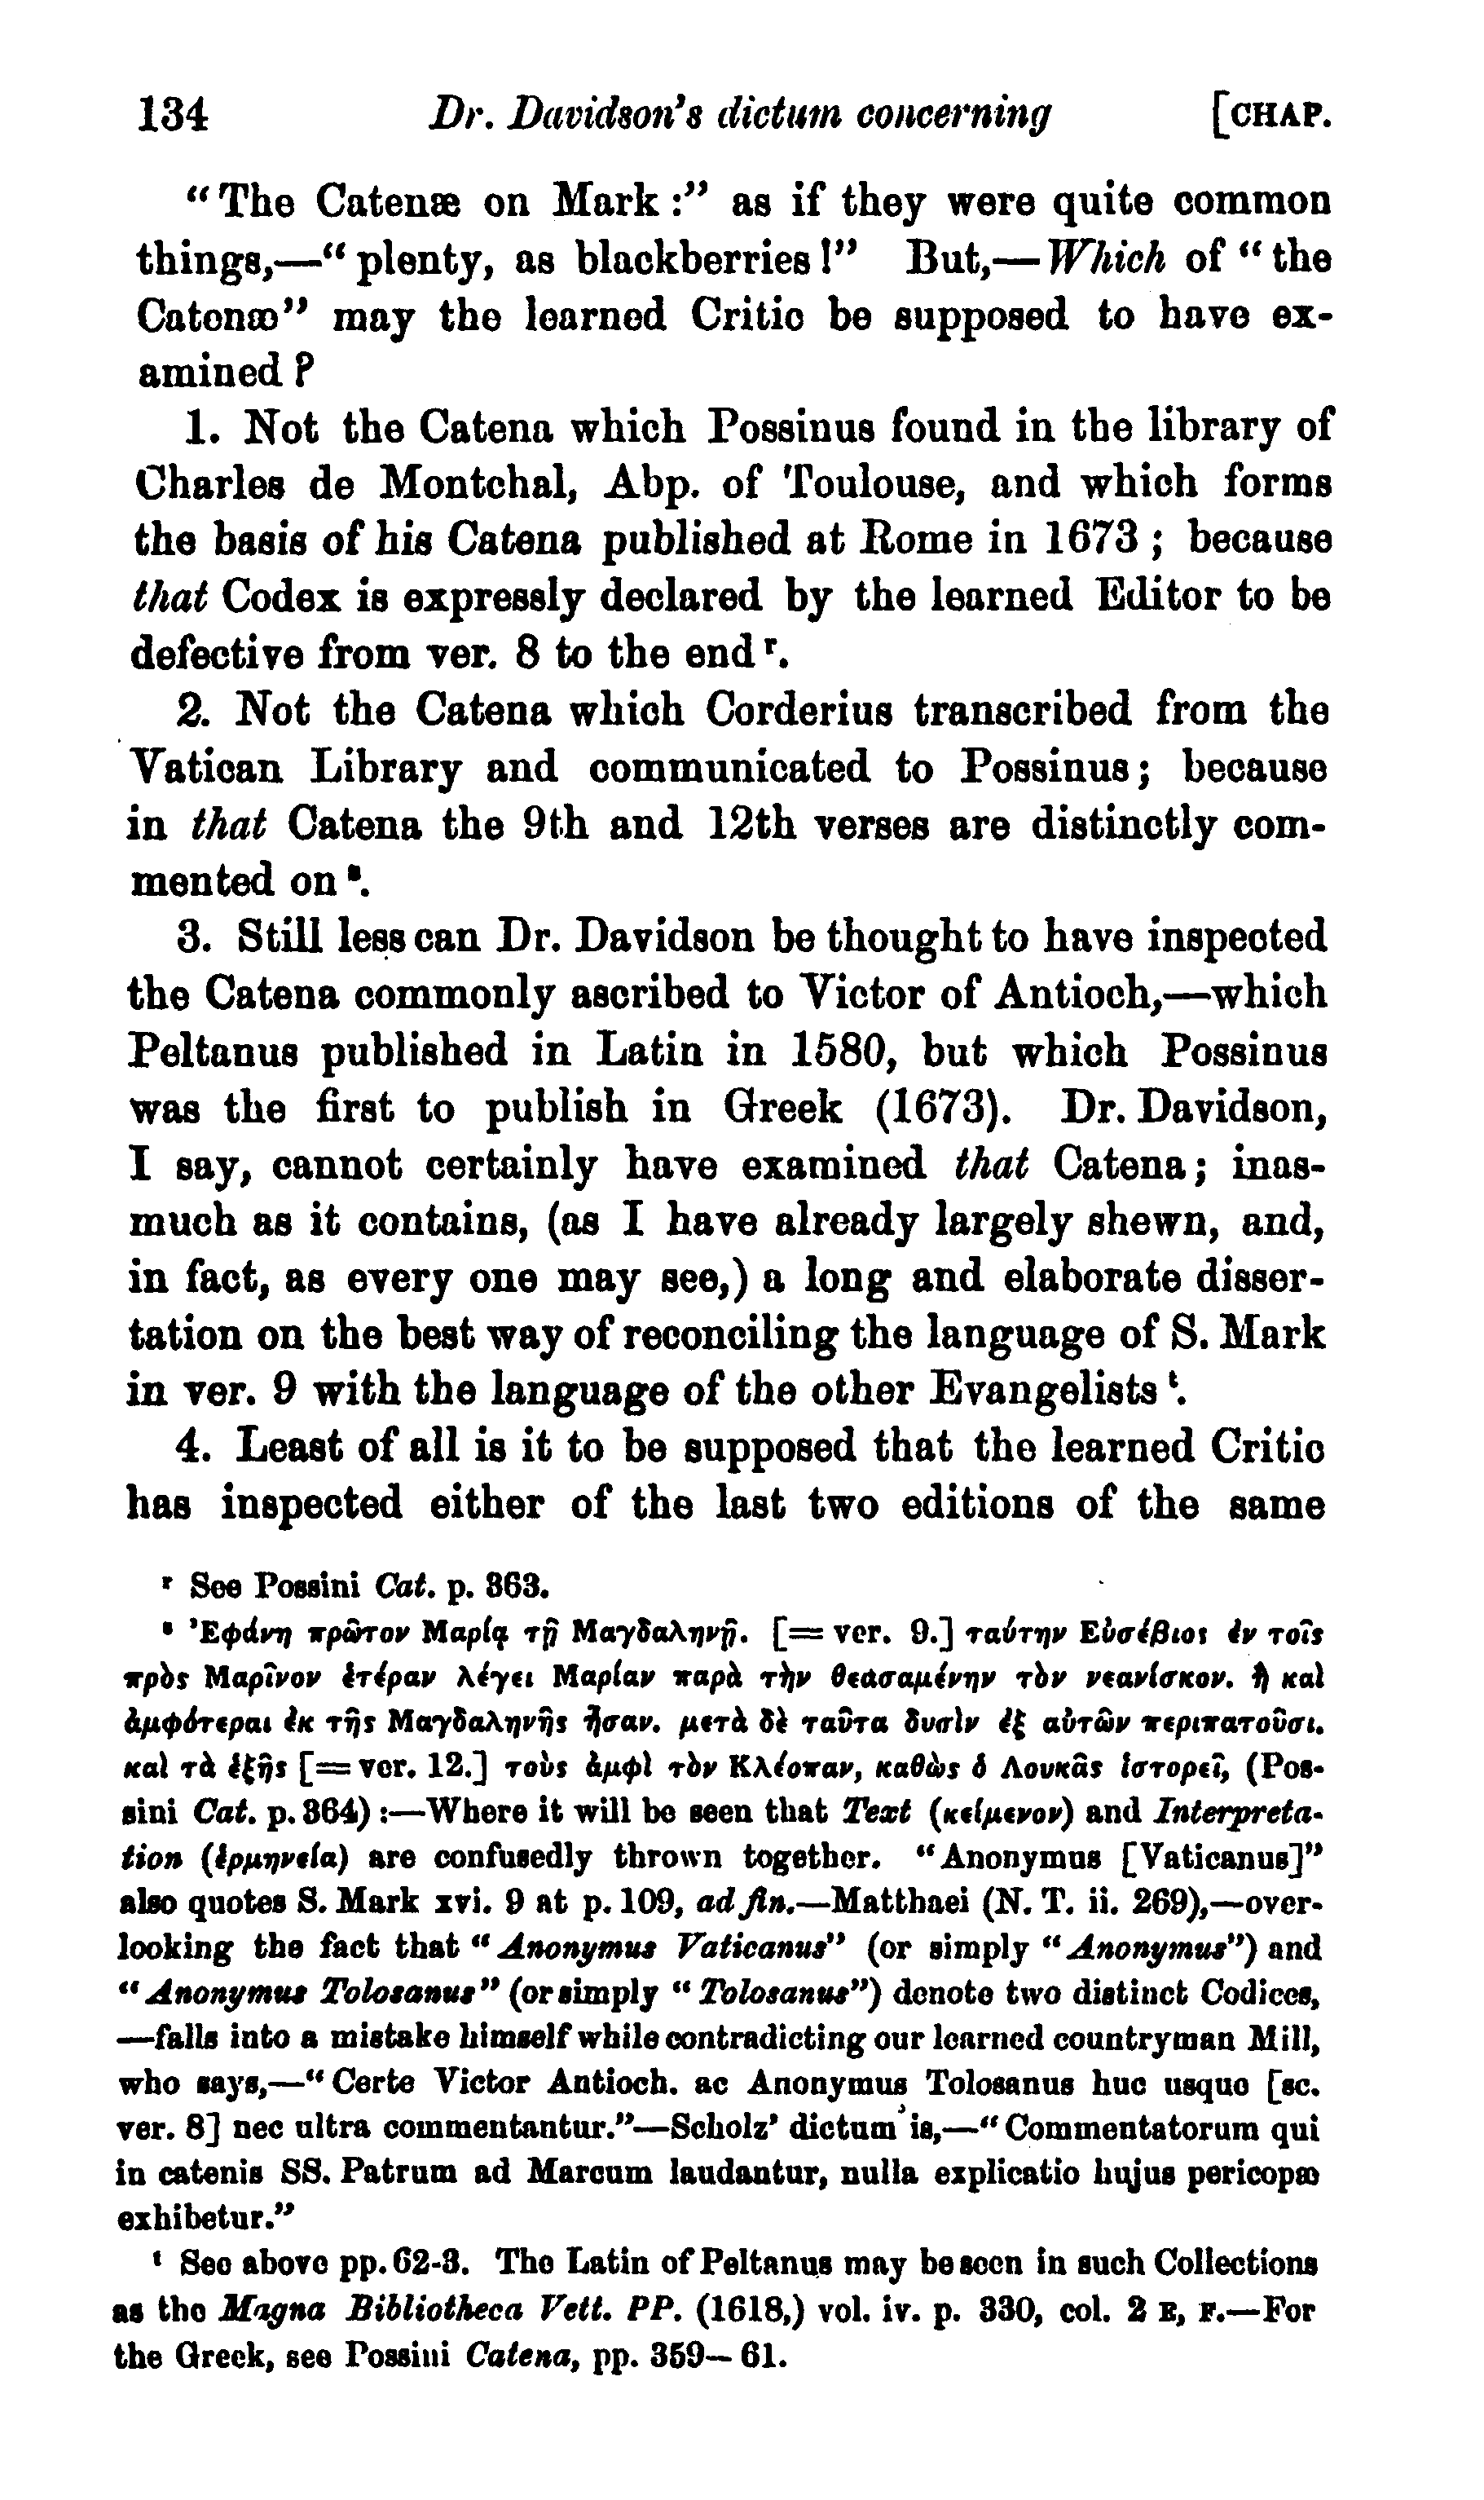 134 Dr. Davidson's dictum concerning [CHAP.
“The Catenæ on Mark:” as if they were quite common
things,—“plenty, as blackberries!” But,—Which of “the
Catenæ” may the learned Critic be supposed to have ex-
amined?
1. Not the Catena which Possinus found in the library of
Charles de Montchal, Abp. of Toulouse, and which forms
the basis of his Catena published at Rome in 1673; because
that Codex is expressly declared by the learned Editor to be
defective from ver. 8 to the end ʳ.
2. Not the Catena which Corderius transcribed from the
Vatican Library and communicated to Possinus; because
in that Catena the 9th and 12th verses are distinctly com-
mented on ˢ.
3. Still less can Dr. Davidson be thought to have inspected
the Catena commonly ascribed to Victor of Antioch,—which
Peltanus published in Latin in 1580, but which Possinus
was the first to publish in Greek (1673). Dr. Davidson,
I say, cannot certainly have examined that Catena; inas-
much as it contains, (as I have already largely shewn, and,
in fact, as every one may see,) a long and elaborate disser-
tation on the best way of reconciling the language of S. Mark
in ver. 9 with the language of the other Evangelists ᵗ.
4. Least of all is it to be supposed that the learned Critic
has inspected either of the last two editions of the same
ʳ See Possini Cat. p. 363.
ˢ Ἐφάνη πρῶτον Μαρίᾳ τῇ Μαγδαληνῇ. [= ver. 9.] ταύτην Εὐσέβιος ἐν τοῖς
πρὸς Μαρῖνον ἑτέραν λέγει Μαρίαν παρὰ τὴν θεασαμένην τὸν νεανίσκον. ἢ καὶ
ἀμφότεραι ἐκ τῆς Μαγδαληνῆς ἦσαν. μετὰ δὲ ταῦτα δυσὶν ἐξ αὐτῶν περιπατοῦσι.
καὶ τὰ ἑξῆς [= ver. 12.] τοὺς ἀμφὶ τὸν Κλέοπαν, καθὼς ὁ Λουκᾶς ἱστορεῖ, (Pos-
sini Cat. p. 364):—Where it will be seen that Text (κείμενον) and Interpreta-
tion (ἑρμηνεία) are confusedly thrown together. “Anonymus [Vaticanus]”
also quotes S. Mark xvi. 9 at p. 109, ad fin.—Matthaei (N. T. ii. 269),—over-
looking the fact that “Anonymus Vaticanus” (or simply “Anonymus”) and
“Anonymus Tolosanus” (or simply “Tolosanus”) denote two distinct Codices,
—falls into a mistake himself while contradicting our learned countryman Mill,
who says,—“Certe Victor Antioch. ac Anonymus Tolosanus huc usque [sc.
ver. 8] nec ultra commentantur.”—Scholz' dictum is,—“Commentatorum qui
in catenis SS. Patrum ad Marcum laudantur, nulla explicatio hujus pericopæ
exhibetur.”
ᵗ See above pp. 62-3. The Latin of Peltanus may be seen in such Collections
as the Magna Bibliotheca Vett. PP. (1618,) vol. iv. p. 330, col. 2 E, F.—For
the Greek, see Possini Catena, pp. 359—61.